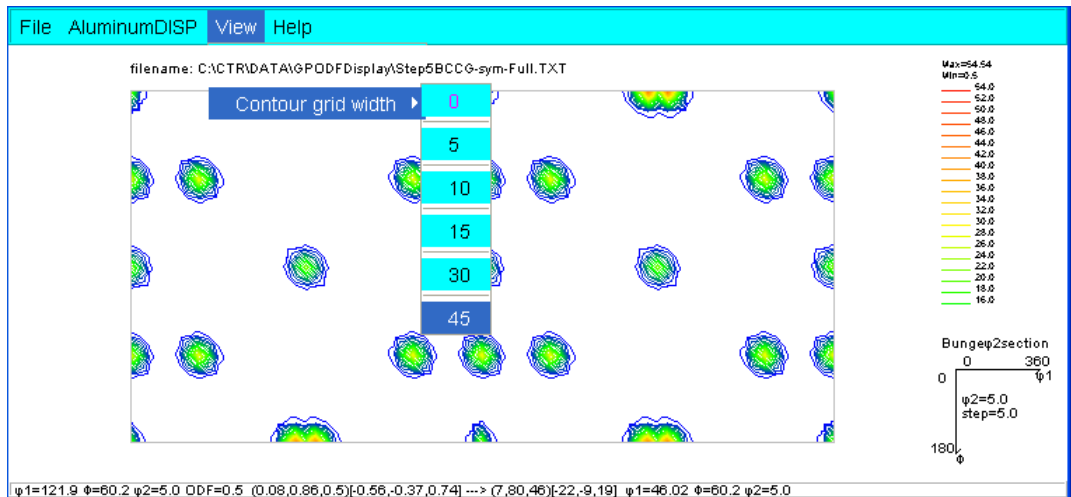 File AluminumDISP View Help
filename: C:\CTR\DATA\GPODFDisplay\Step5BCCG-sym-Full.TXT
Contour grid width
0
5
10
15
30
45
Max=54.54
Min=0.5
54.0
52.0
50.0
48.0
46.0
44.0
42.0
40.0
38.0
36.0
34.0
32.0
30.0
28.0
26.0
24.0
22.0
20.0
18.0
16.0
Bungeφ2section
0 360
0 φ1
φ2=5.0
step=5.0
180
Φ
φ1=121.9 Φ=60.2 φ2=5.0 ODF=0.5 (0.08,0.86,0.5)[-0.56,-0.37,0.74] ---> (7,80,46)[-22,-9,19] φ1=46.02 Φ=60.2 φ2=5.0